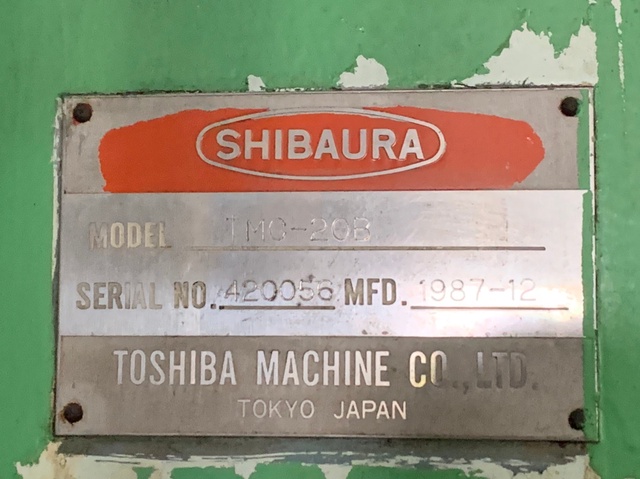 SHIBAURA
MODEL TMC-20B
SERIAL NO. 420056 MFD. 1987-12
TOSHIBA MACHINE CO., LTD.
TOKYO JAPAN